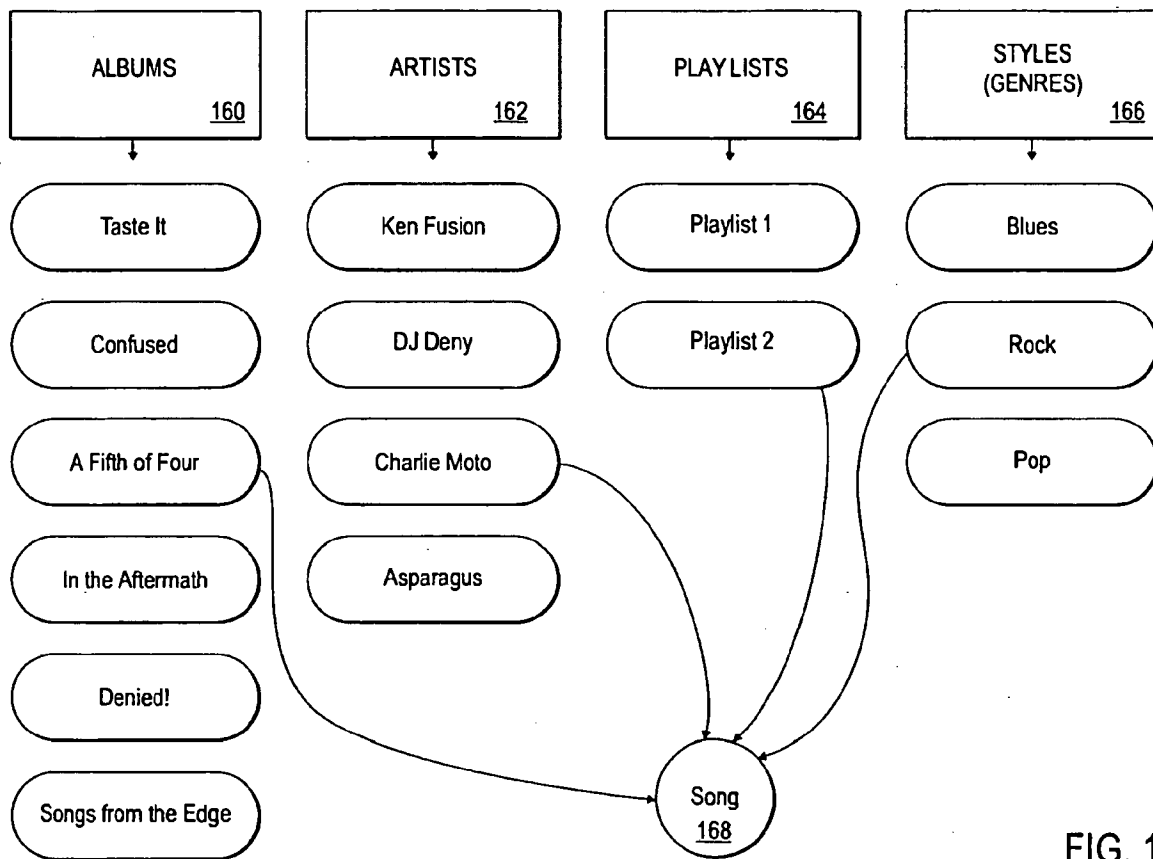 ALBUMS
160
ARTISTS
162
PLAYLISTS
164
STYLES
(GENRES)
166
Taste It
Ken Fusion
Playlist 1
Blues
Confused
DJ Deny
Playlist 2
Rock
A Fifth of Four
Charlie Moto
Pop
In the Aftermath
Asparagus
Denied!
Songs from the Edge
Song
168
FIG. 1